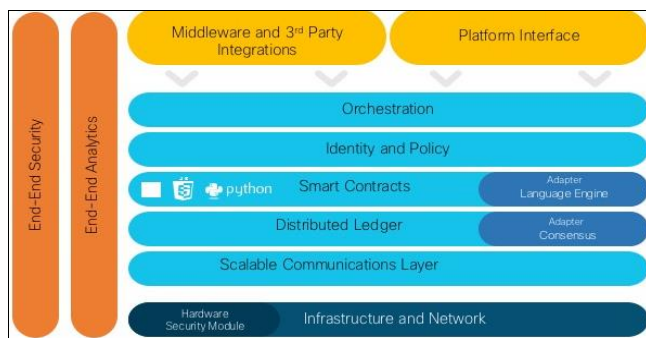 End-End Security
End-End Analytics
Middleware and 3rd Party
Integrations
Platform Interface
Orchestration
Identity and Policy
python
Smart Contracts
Adapter
Language Engine
Distributed Ledger
Adapter
Consensus
Scalable Communications Layer
Hardware
Security Module
Infrastructure and Network